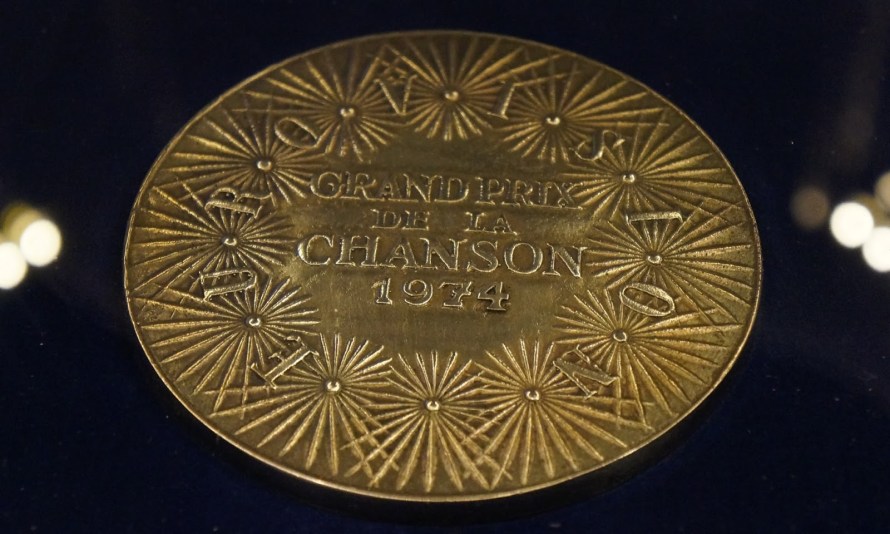 EUROVISION
GRAND PRIX
DE LA
CHANSON
1974